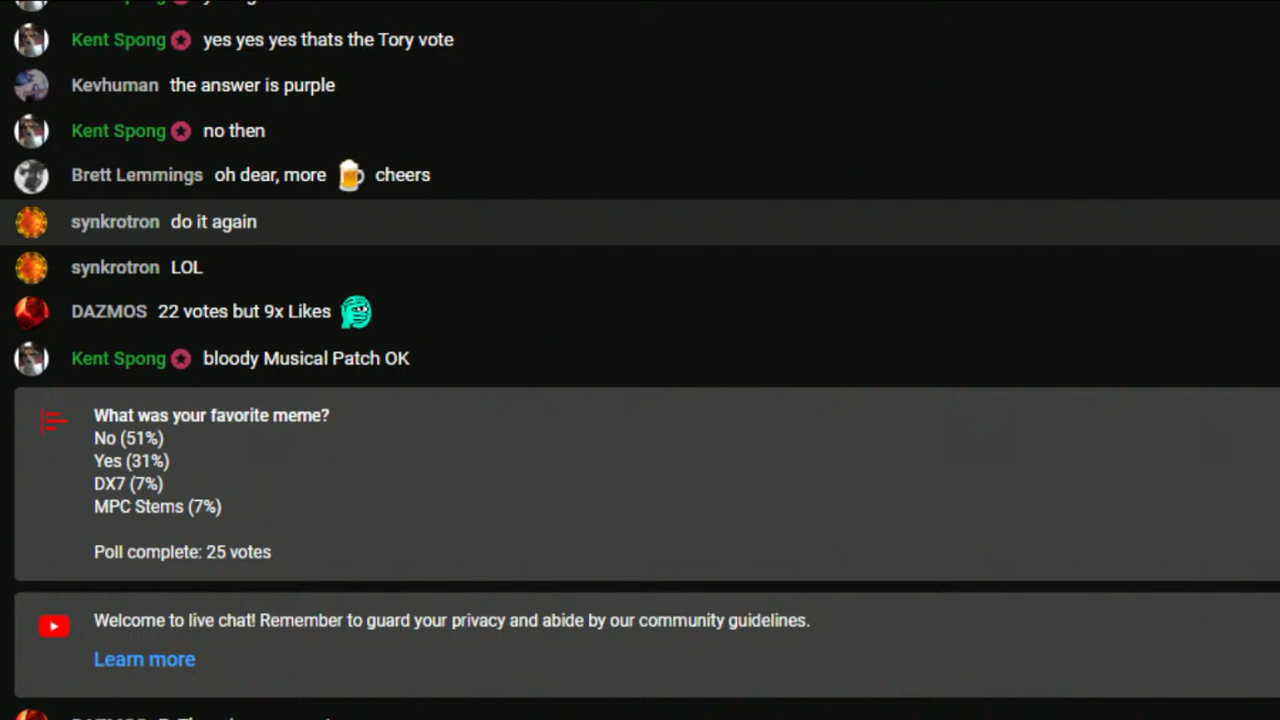 Kent Spong yes yes yes thats the Tory vote
Kevhuman the answer is purple
Kent Spong no then
Brett Lemmings oh dear, more 🍺 cheers
synkrotron do it again
synkrotron LOL
DAZMOS 22 votes but 9x Likes
Kent Spong bloody Musical Patch OK
What was your favorite meme?
No (51%)
Yes (31%)
DX7 (7%)
MPC Stems (7%)
Poll complete: 25 votes
Welcome to live chat! Remember to guard your privacy and abide by our community guidelines.
Learn more